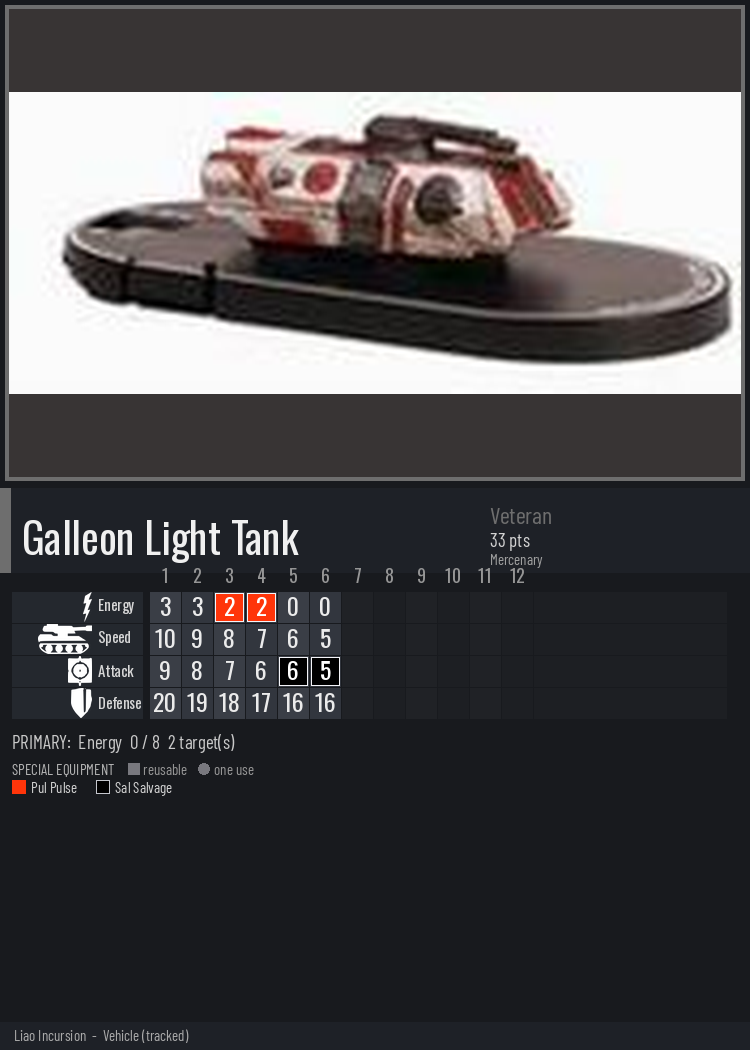 Galleon Light Tank
Veteran
33 pts
Mercenary
1 2 3 4 5 6 7 8 9 10 11 12
Energy 3 3 2 2 0 0
Speed 10 9 8 7 6 5
Attack 9 8 7 6 6 5
Defense 20 19 18 17 16 16
PRIMARY: Energy 0 / 8 2 target(s)
SPECIAL EQUIPMENT reusable one use
Pul Pulse Sal Salvage
Liao Incursion - Vehicle (tracked)